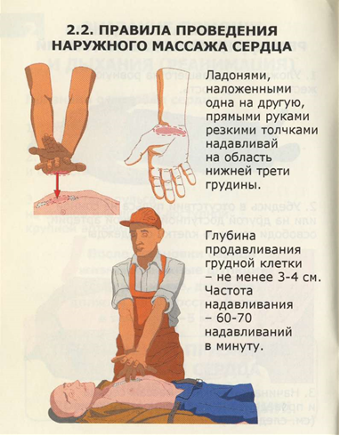 2.2. ПРАВИЛА ПРОВЕДЕНИЯ
НАРУЖНОГО МАССАЖА СЕРДЦА
Ладонями,
наложенными
одна на другую,
прямыми руками
резкими толчками
надавливай
на область
нижней трети
грудины.
Глубина
продавливания
грудной клетки
– не менее 3-4 см.
Частота
надавливания
– 60-70
надавливаний
в минуту.